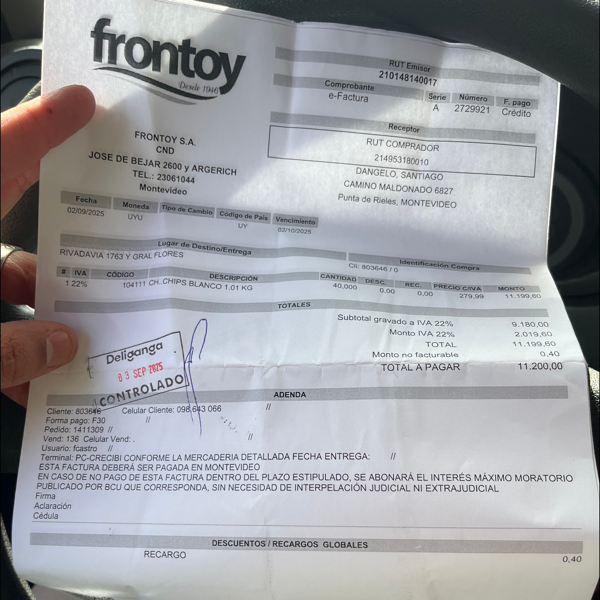 frontoy
Desde 1946
RUT Emisor
210148140017
Comprobante Serie Número F. pago
e-Factura A 2729921 Crédito
Receptor
RUT COMPRADOR
214953180010
DANGELO, SANTIAGO
CAMINO MALDONADO 6827
Punta de Rieles, MONTEVIDEO
FRONTOY S.A.
CND
JOSE DE BEJAR 2600 y ARGERICH
TEL.: 23061044
Montevideo
Fecha Moneda Tipo de Cambio Código de País Vencimiento
02/09/2025 UYU UY 02/10/2025
Lugar de Destino/Entrega Identificación Compra
RIVADAVIA 1763 Y GRAL FLORES Cli: 803646 / 0
# IVA CÓDIGO DESCRIPCIÓN CANTIDAD DESC. REC. PRECIO C/IVA MONTO
1 22% 104111 CH..CHIPS BLANCO 1.01 KG 40,000 0,00 0,00 279,99 11.199,60
TOTALES
Subtotal gravado a IVA 22% 9.180,00
Monto IVA 22% 2.019,60
TOTAL 11.199,60
Monto no facturable 0,40
TOTAL A PAGAR 11.200,00
Deliganga
03 SEP 2025
CONTROLADO
ADENDA
Cliente: 803646 Celular Cliente: 098 643 066 //
Forma pago: F30 //
Pedido: 1411309 //
Vend: 136 Celular Vend: . //
Usuario: fcastro //
Terminal: PC-CRECIBI CONFORME LA MERCADERIA DETALLADA FECHA ENTREGA: //
ESTA FACTURA DEBERÁ SER PAGADA EN MONTEVIDEO
EN CASO DE NO PAGO DE ESTA FACTURA DENTRO DEL PLAZO ESTIPULADO, SE ABONARÁ EL INTERÉS MÁXIMO MORATORIO
PUBLICADO POR BCU QUE CORRESPONDA, SIN NECESIDAD DE INTERPELACIÓN JUDICIAL NI EXTRAJUDICIAL
Firma
Aclaración
Cédula
DESCUENTOS / RECARGOS GLOBALES
RECARGO 0,40